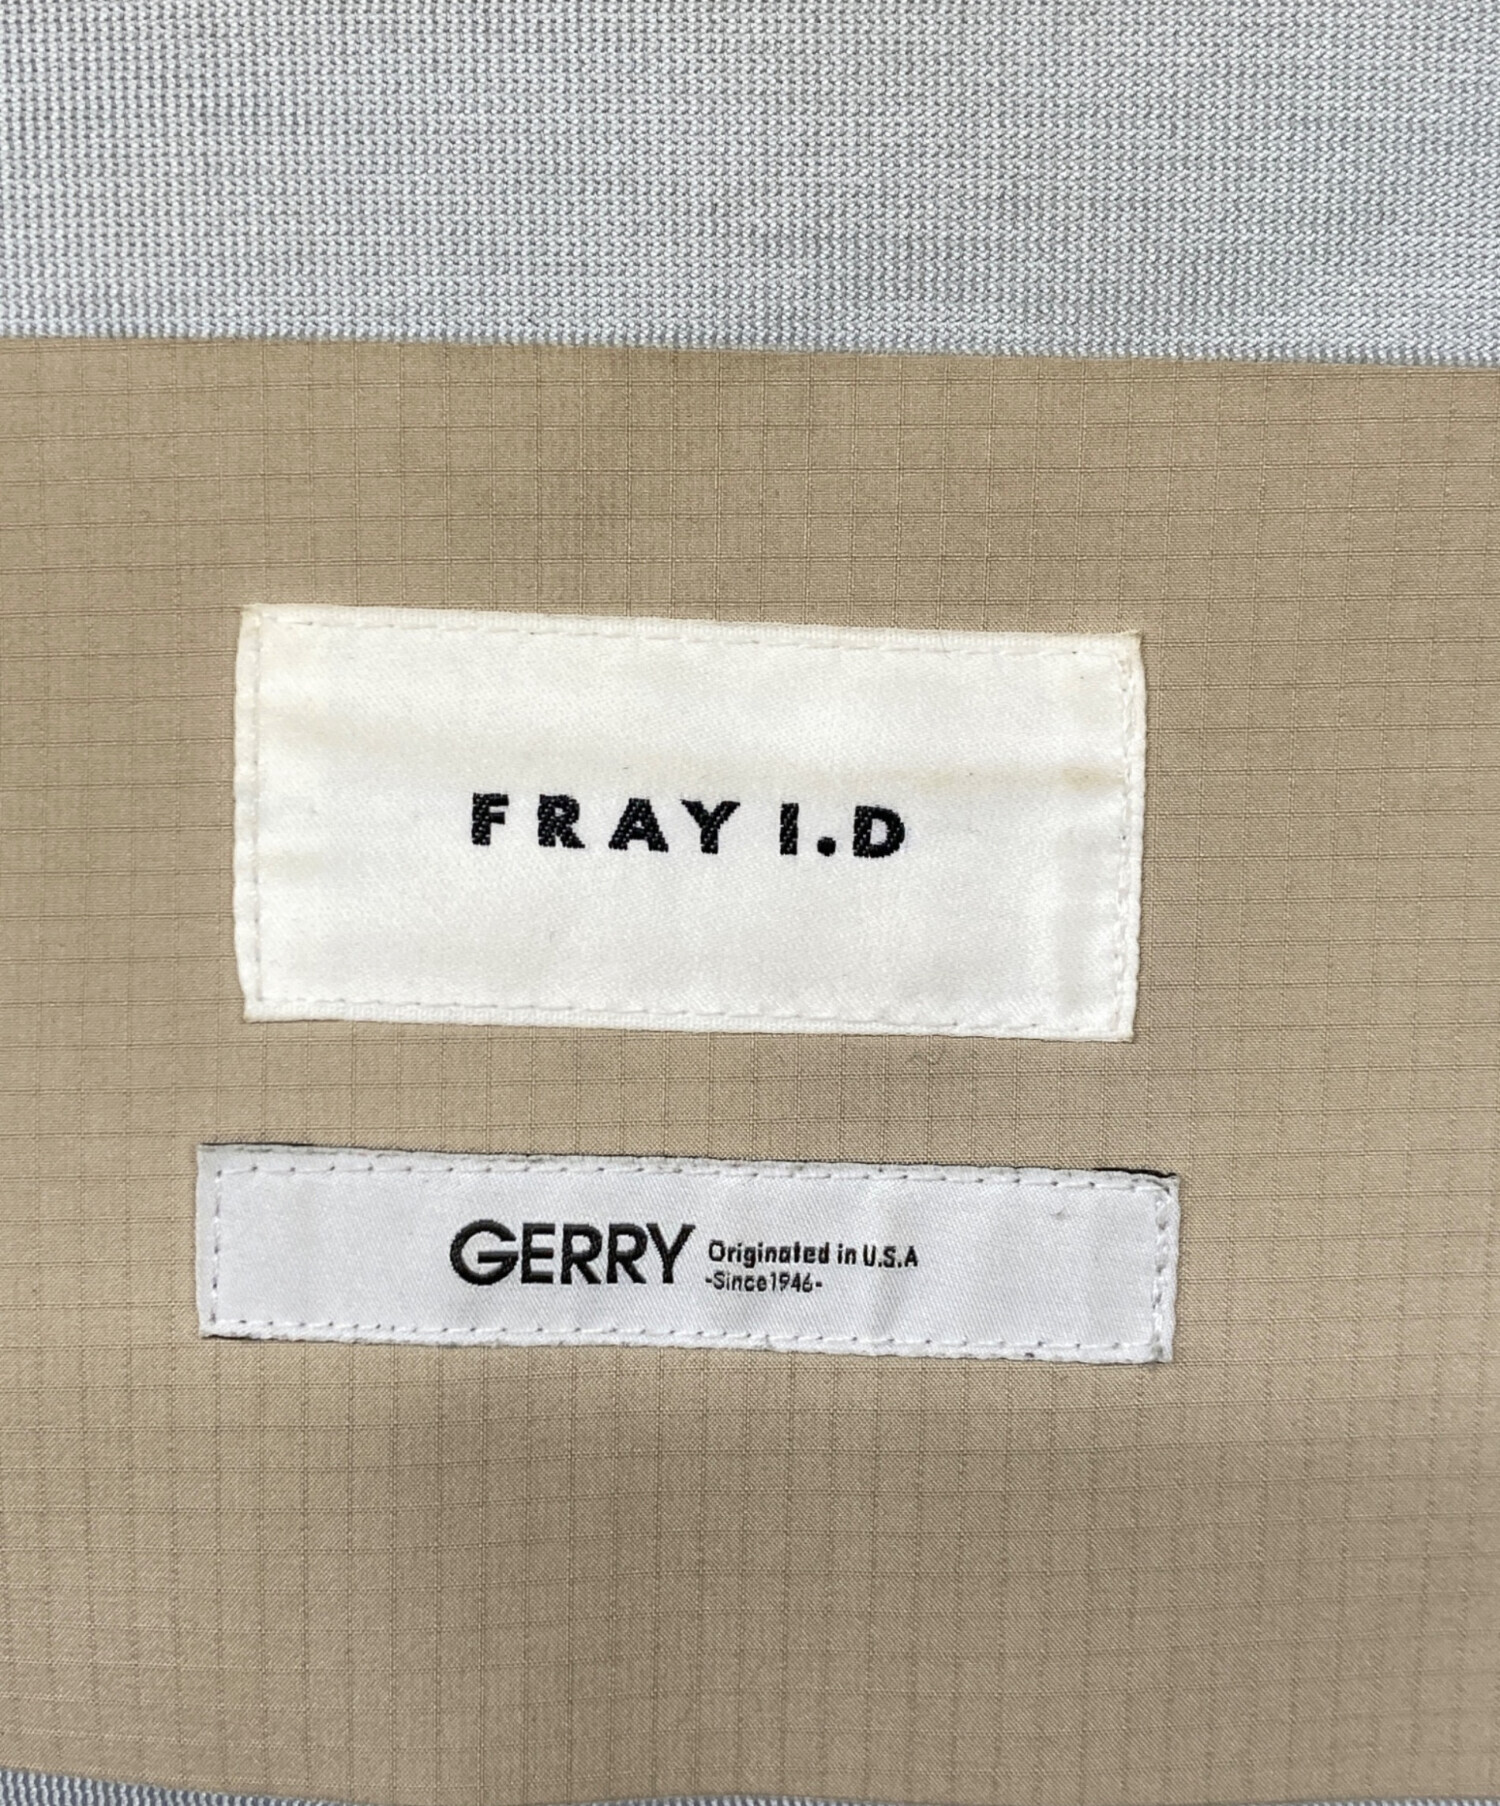 FRAY I.D
GERRY Originated in U.S.A
-Since1946-